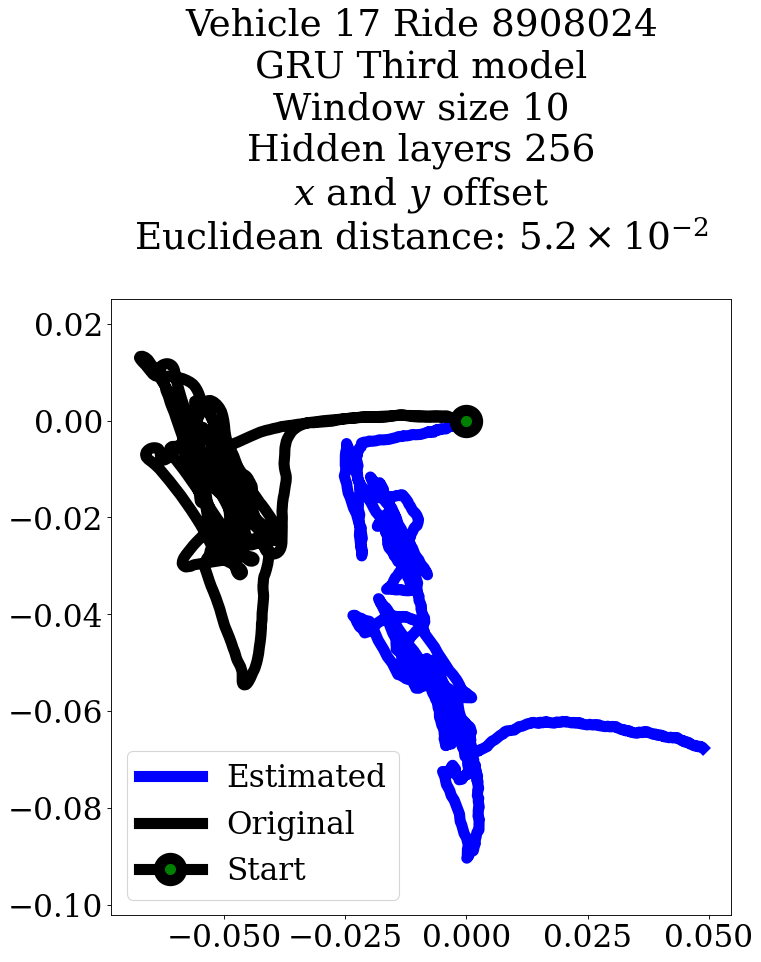 Vehicle 17 Ride 8908024
GRU Third model
Window size 10
Hidden layers 256
x and y offset
Euclidean distance: 5.2 × 10⁻²
0.02
0.00
−0.02
−0.04
−0.06
−0.08
−0.10
Estimated
Original
Start
−0.050 −0.025 0.000 0.025 0.050